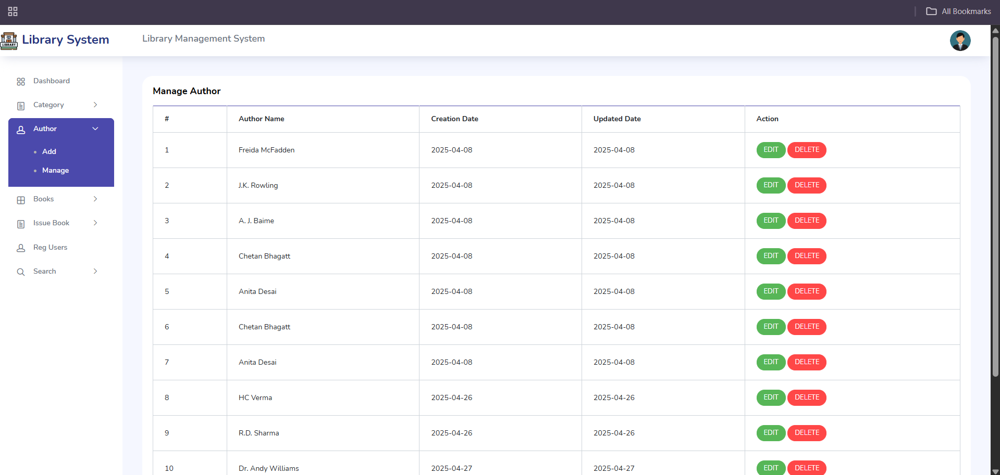 All Bookmarks
LIBRARY
Library System
Library Management System
Dashboard
Category
Author
Add
Manage
Books
Issue Book
Reg Users
Search
Manage Author
# Author Name Creation Date Updated Date Action
1 Freida McFadden 2025-04-08 2025-04-08 EDIT DELETE
2 J.K. Rowling 2025-04-08 2025-04-08 EDIT DELETE
3 A. J. Baime 2025-04-08 2025-04-08 EDIT DELETE
4 Chetan Bhagatt 2025-04-08 2025-04-08 EDIT DELETE
5 Anita Desai 2025-04-08 2025-04-08 EDIT DELETE
6 Chetan Bhagatt 2025-04-08 2025-04-08 EDIT DELETE
7 Anita Desai 2025-04-08 2025-04-08 EDIT DELETE
8 HC Verma 2025-04-26 2025-04-26 EDIT DELETE
9 R.D. Sharma 2025-04-26 2025-04-26 EDIT DELETE
10 Dr. Andy Williams 2025-04-27 2025-04-27 EDIT DELETE